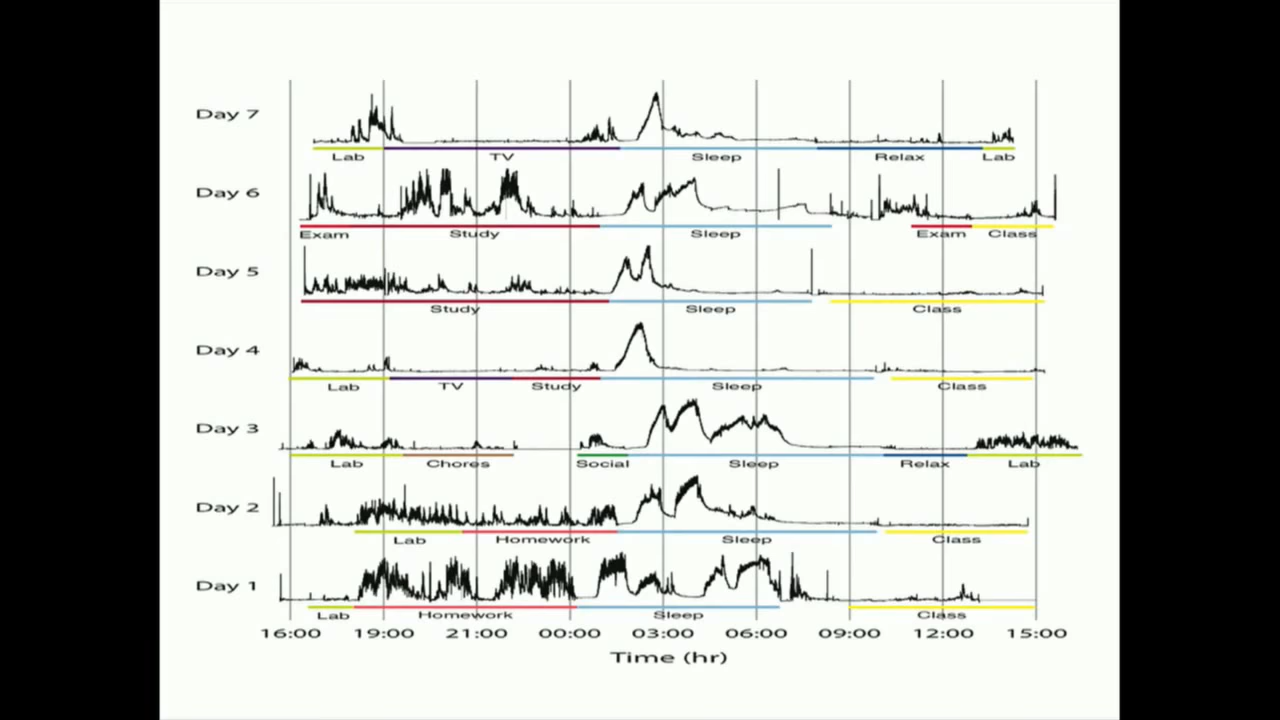 Day 7
Lab TV Sleep Relax Lab
Day 6
Exam Study Sleep Exam Class
Day 5
Study Sleep Class
Day 4
Lab TV Study Sleep Class
Day 3
Lab Chores Social Sleep Relax Lab
Day 2
Lab Homework Sleep Class
Day 1
Lab Homework Sleep Class
16:00 19:00 21:00 00:00 03:00 06:00 09:00 12:00 15:00
Time (hr)